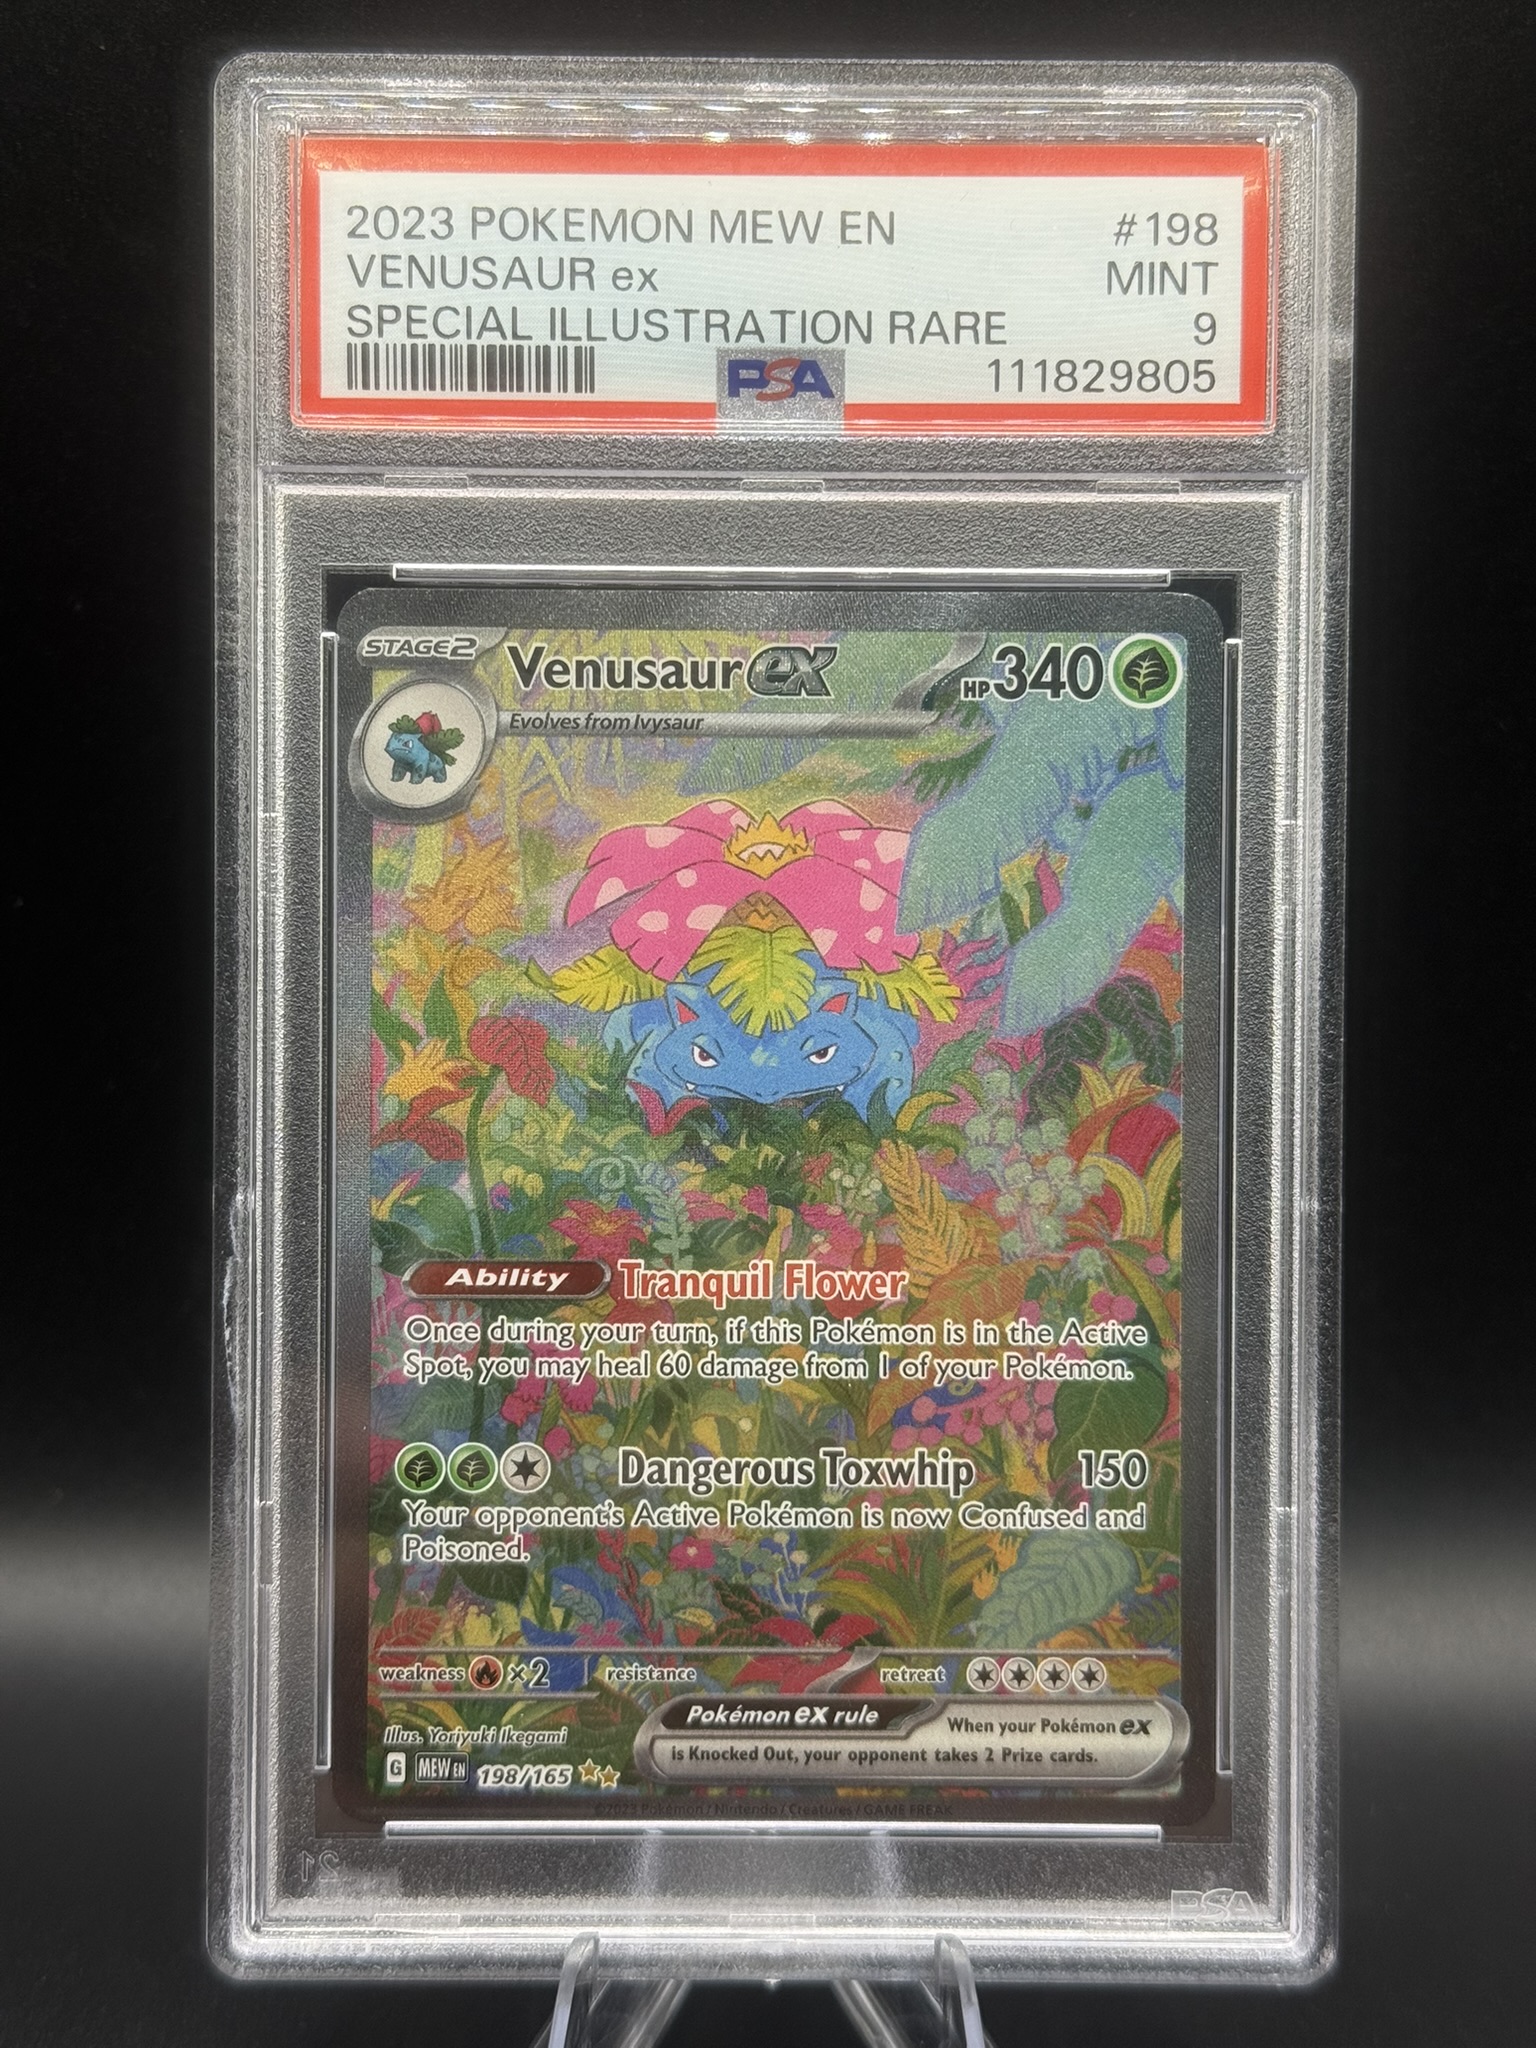 2023 POKEMON MEW EN #198
VENUSAUR ex MINT
SPECIAL ILLUSTRATION RARE 9
PSA 111829805
STAGE2 Venusaur ex HP 340
Evolves from Ivysaur
Ability Tranquil Flower
Once during your turn, if this Pokémon is in the Active
Spot, you may heal 60 damage from 1 of your Pokémon.
Dangerous Toxwhip 150
Your opponent's Active Pokémon is now Confused and
Poisoned.
weakness ×2 resistance retreat
Pokémon ex rule When your Pokémon ex
is Knocked Out, your opponent takes 2 Prize cards.
Illus. Yoriyuki Ikegami
G MEW EN 198/165
©2023 Pokémon / Nintendo / Creatures / GAME FREAK
21
PSA